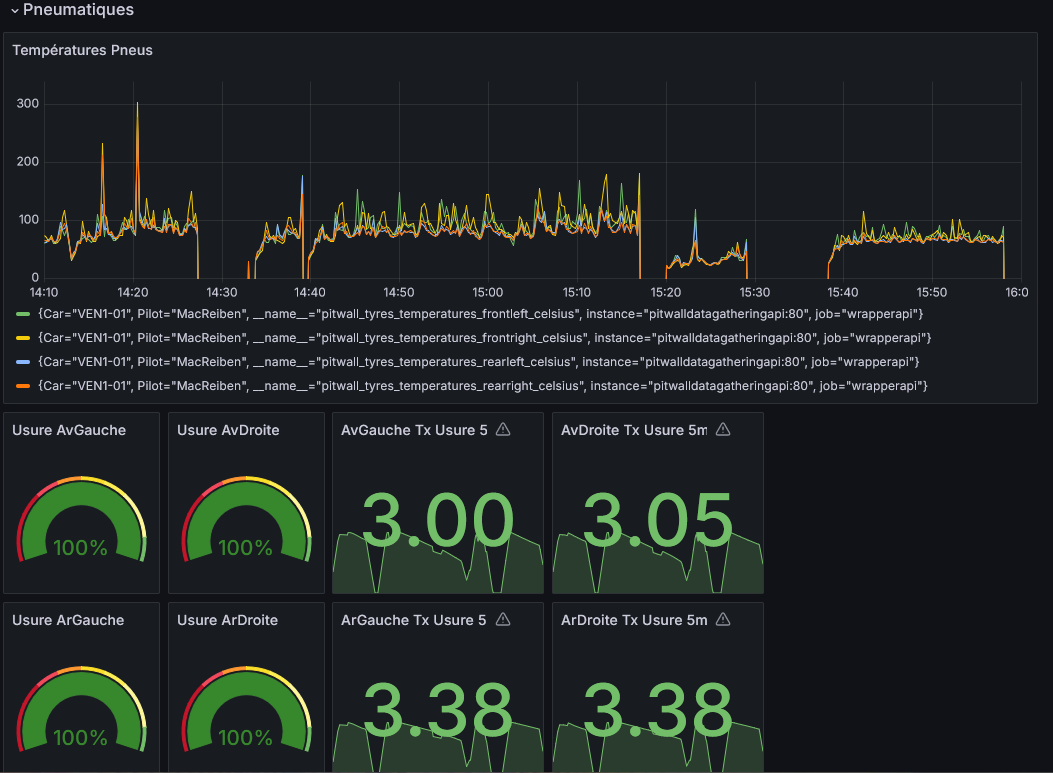 Pneumatiques
Températures Pneus
300
200
100
0
14:10 14:20 14:30 14:40 14:50 15:00 15:10 15:20 15:30 15:40 15:50 16:0
{Car="VEN1-01", Pilot="MacReiben", __name__="pitwall_tyres_temperatures_frontleft_celsius", instance="pitwalldatagatheringapi:80", job="wrapperapi"}
{Car="VEN1-01", Pilot="MacReiben", __name__="pitwall_tyres_temperatures_frontright_celsius", instance="pitwalldatagatheringapi:80", job="wrapperapi"}
{Car="VEN1-01", Pilot="MacReiben", __name__="pitwall_tyres_temperatures_rearleft_celsius", instance="pitwalldatagatheringapi:80", job="wrapperapi"}
{Car="VEN1-01", Pilot="MacReiben", __name__="pitwall_tyres_temperatures_rearright_celsius", instance="pitwalldatagatheringapi:80", job="wrapperapi"}
Usure AvGauche Usure AvDroite AvGauche Tx Usure 5 AvDroite Tx Usure 5m
100% 100% 3.00 3.05
Usure ArGauche Usure ArDroite ArGauche Tx Usure 5 ArDroite Tx Usure 5m
100% 100% 3.38 3.38